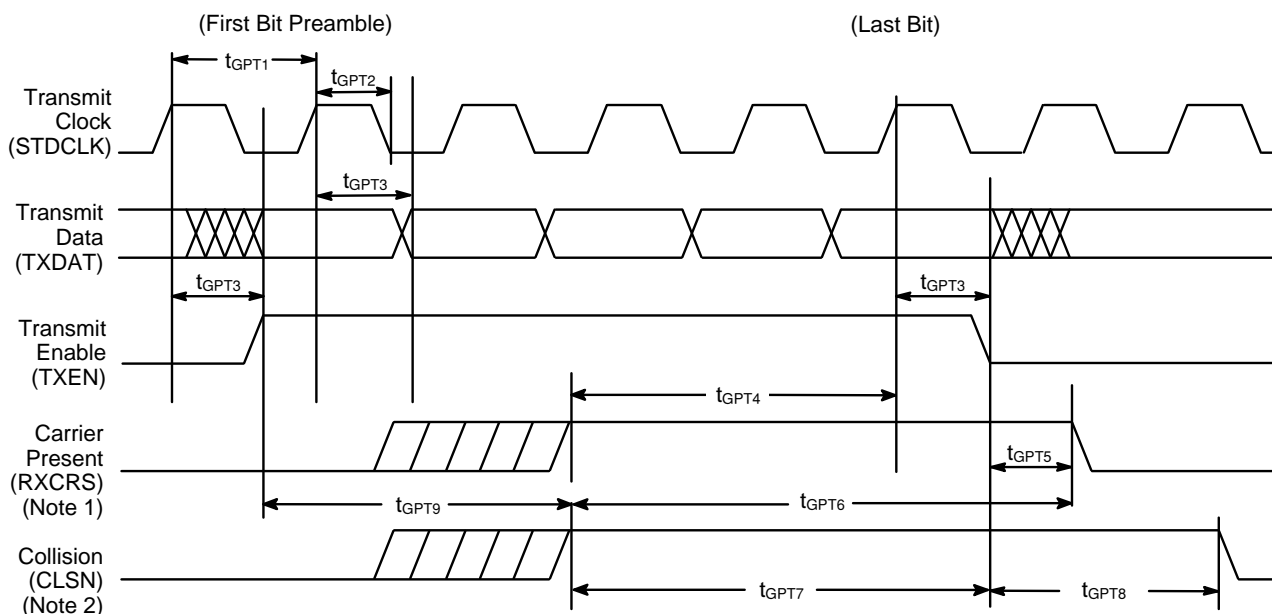 (First Bit Preamble)
(Last Bit)
tGPT1
tGPT2
Transmit
Clock
(STDCLK)
tGPT3
Transmit
Data
(TXDAT)
tGPT3
tGPT3
Transmit
Enable
(TXEN)
tGPT4
Carrier
Present
(RXCRS)
(Note 1)
tGPT5
tGPT9
tGPT6
Collision
(CLSN)
(Note 2)
tGPT7
tGPT8